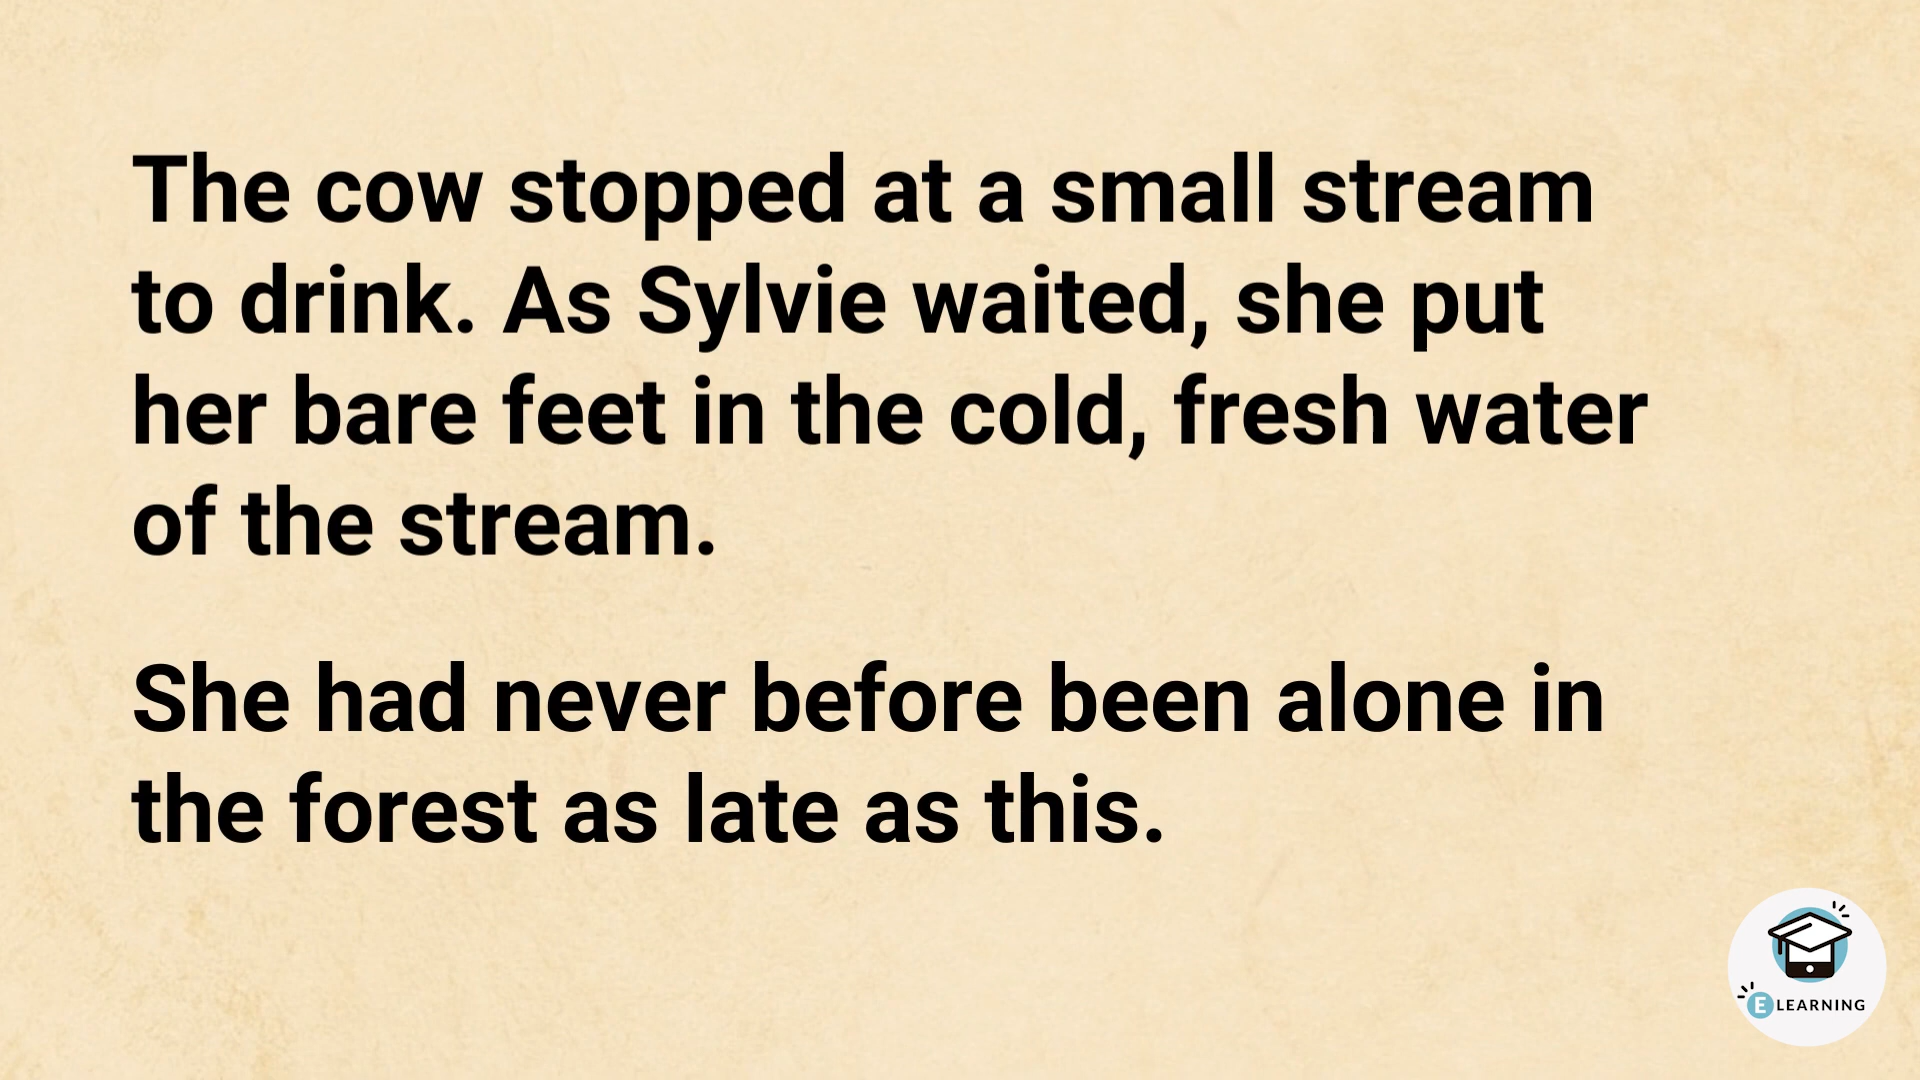 The cow stopped at a small stream
to drink. As Sylvie waited, she put
her bare feet in the cold, fresh water
of the stream.
She had never before been alone in
the forest as late as this.
E LEARNING